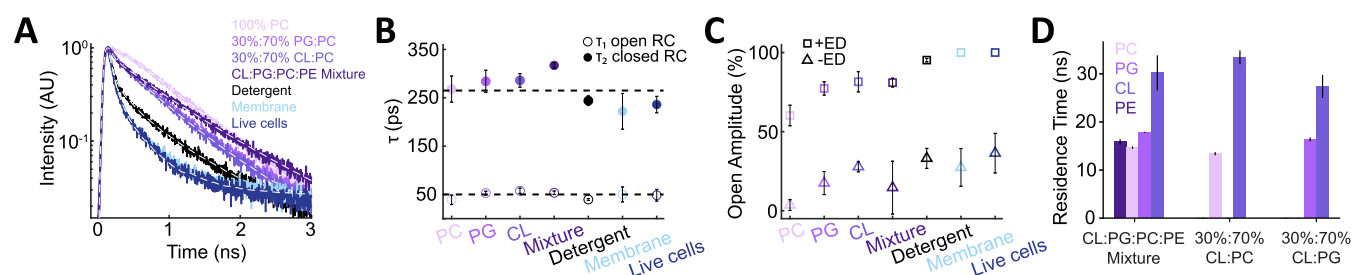 A
100% PC
30%:70% PG:PC
30%:70% CL:PC
CL:PG:PC:PE Mixture
Detergent
Membrane
Live cells
10⁰
10⁻¹
Intensity (AU)
0
1
2
3
Time (ns)
B
350
250
150
50
τ (ps)
τ₁ open RC
τ₂ closed RC
PC
PG
CL
Mixture
Detergent
Membrane
Live cells
C
100
50
0
Open Amplitude (%)
+ED
-ED
PC
PG
CL
Mixture
Detergent
Membrane
Live cells
D
PC
PG
CL
PE
30
20
10
0
Residence Time (ns)
CL:PG:PC:PE
Mixture
30%:70%
CL:PC
30%:70%
CL:PG